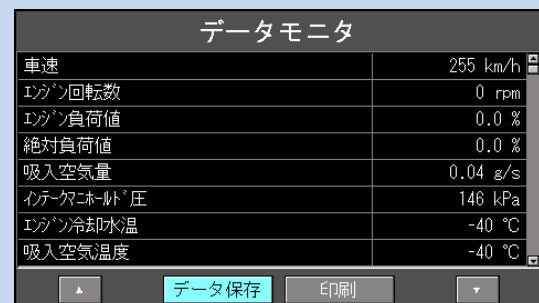 データモニタ
車速 255 km/h
ｴﾝｼﾞﾝ回転数 0 rpm
ｴﾝｼﾞﾝ負荷値 0.0 %
絶対負荷値 0.0 %
吸入空気量 0.04 g/s
ｲﾝﾃｰｸﾏﾆﾎｰﾙﾄﾞ圧 146 kPa
ｴﾝｼﾞﾝ冷却水温 -40 ℃
吸入空気温度 -40 ℃
データ保存 印刷